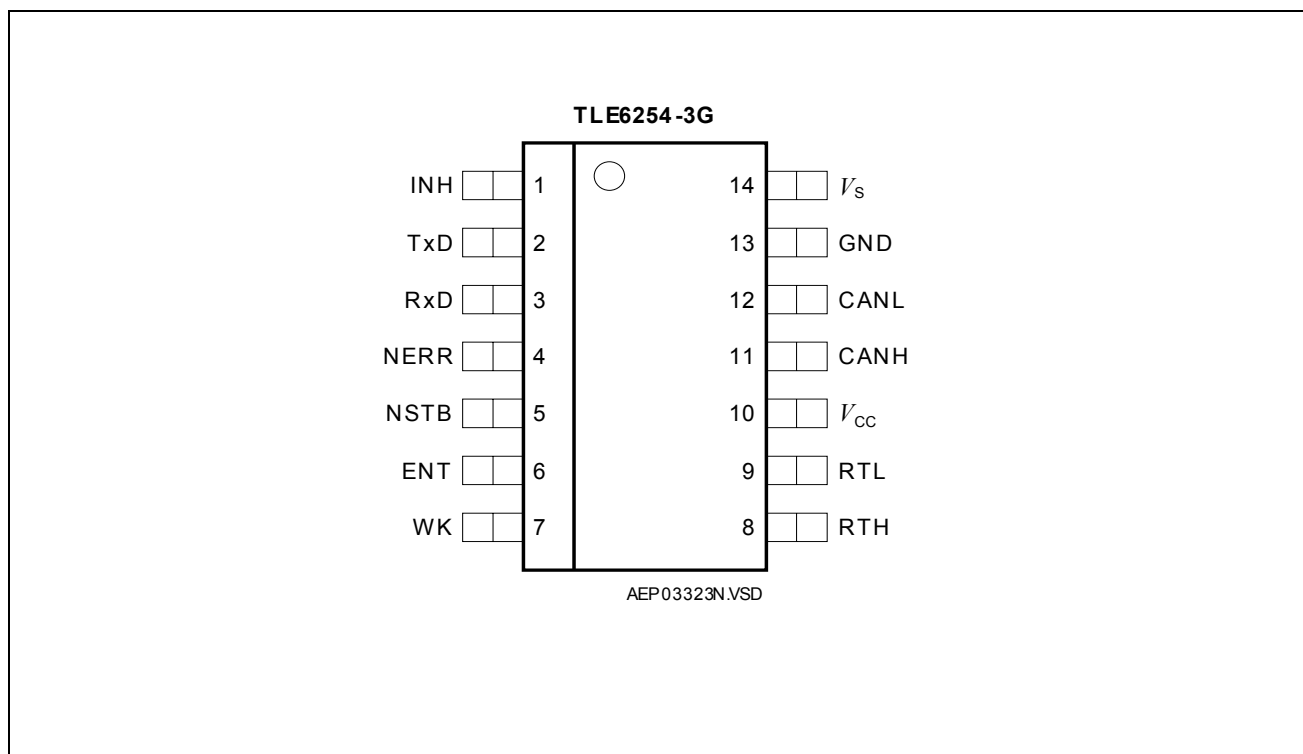 TLE6254-3G
INH 1 14 VS
TxD 2 13 GND
RxD 3 12 CANL
NERR 4 11 CANH
NSTB 5 10 VCC
ENT 6 9 RTL
WK 7 8 RTH
AEP03323N.VSD